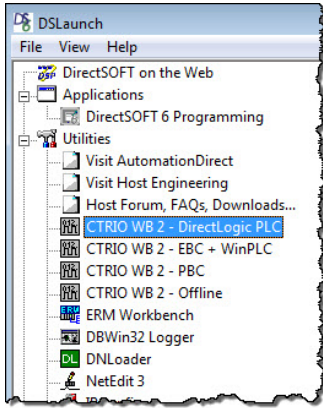 DSLaunch
File View Help
DirectSOFT on the Web
Applications
DirectSOFT 6 Programming
Utilities
Visit AutomationDirect
Visit Host Engineering
Host Forum, FAQs, Downloads...
CTRIO WB 2 - DirectLogic PLC
CTRIO WB 2 - EBC + WinPLC
CTRIO WB 2 - PBC
CTRIO WB 2 - Offline
ERM Workbench
DBWin32 Logger
DL DNLoader
NetEdit 3